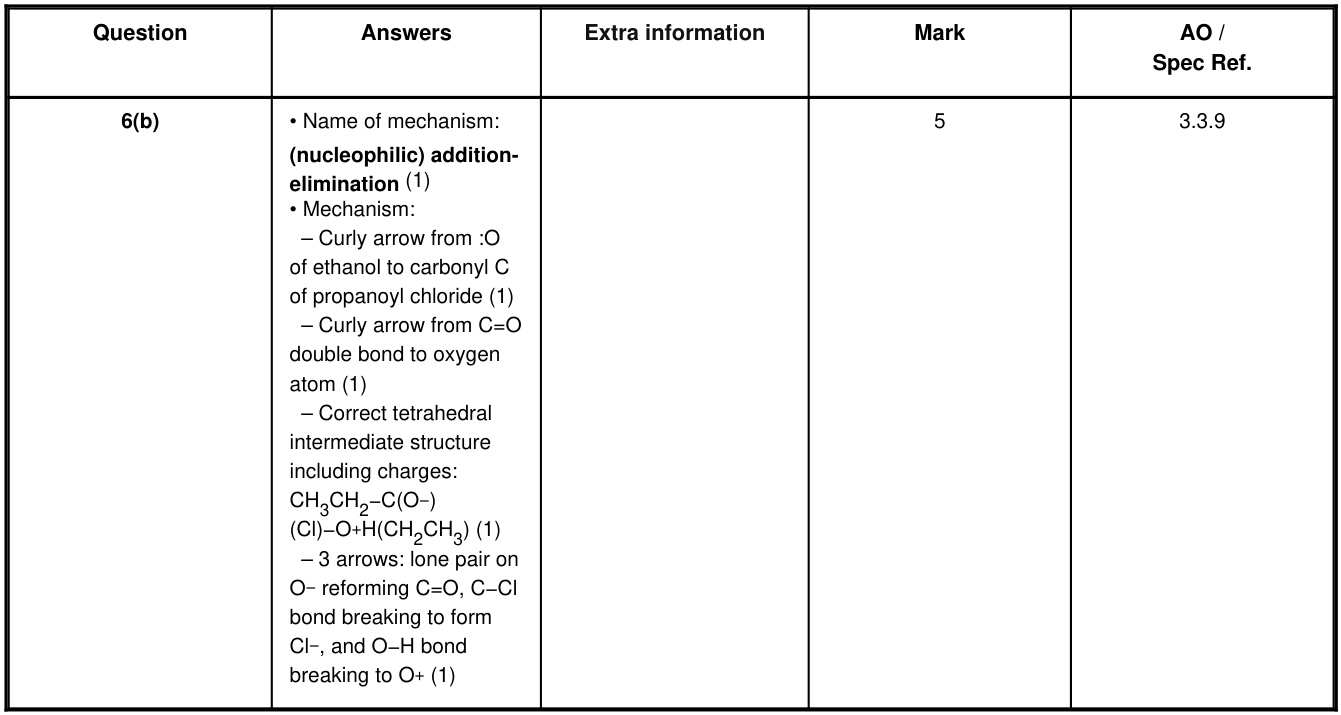 Question Answers Extra information Mark AO /
Spec Ref.
6(b) • Name of mechanism: 5 3.3.9
(nucleophilic) addition-
elimination (1)
• Mechanism:
– Curly arrow from :O
of ethanol to carbonyl C
of propanoyl chloride (1)
– Curly arrow from C=O
double bond to oxygen
atom (1)
– Correct tetrahedral
intermediate structure
including charges:
CH₃CH₂–C(O⁻)
(Cl)–O⁺H(CH₂CH₃) (1)
– 3 arrows: lone pair on
O⁻ reforming C=O, C–Cl
bond breaking to form
Cl⁻, and O–H bond
breaking to O⁺ (1)